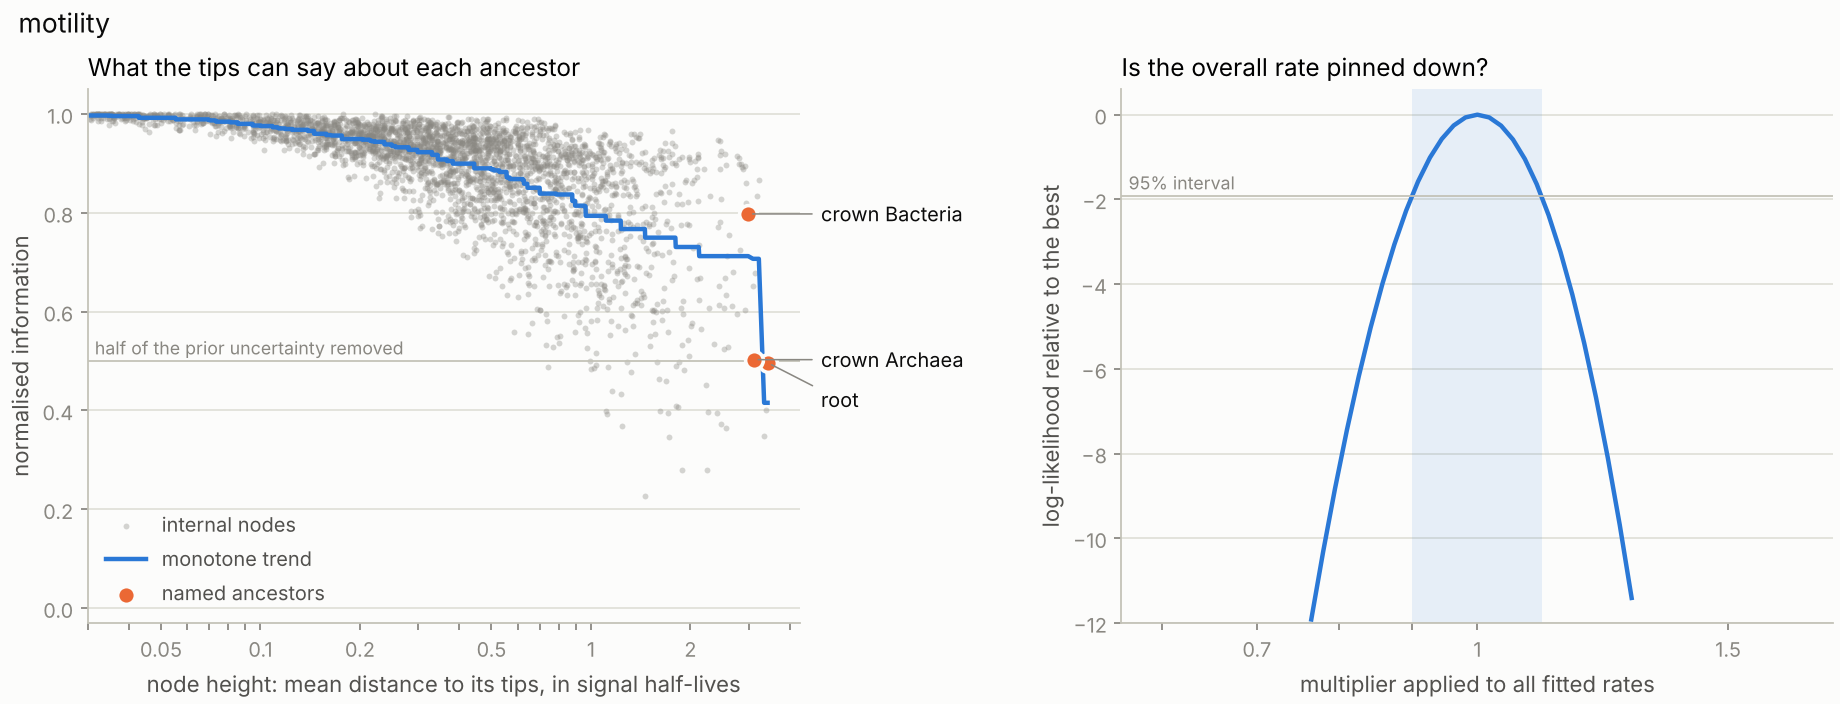 motility
What the tips can say about each ancestor
normalised information
1.0
0.8
0.6
0.4
0.2
0.0
half of the prior uncertainty removed
crown Bacteria
crown Archaea
root
internal nodes
monotone trend
named ancestors
0.05
0.1
0.2
0.5
1
2
node height: mean distance to its tips, in signal half-lives
Is the overall rate pinned down?
log-likelihood relative to the best
0
−2
−4
−6
−8
−10
−12
95% interval
0.7
1
1.5
multiplier applied to all fitted rates